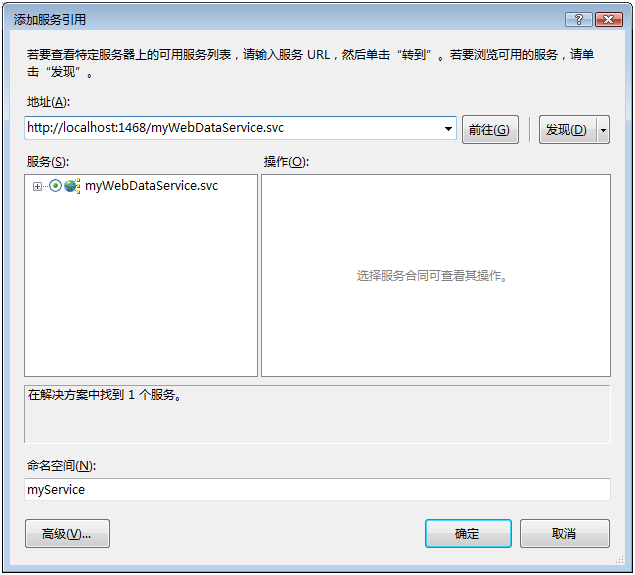 添加服务引用
若要查看特定服务器上的可用服务列表，请输入服务 URL，然后单击“转到”。若要浏览可用的服务，请单
击“发现”。
地址(A):
http://localhost:1468/myWebDataService.svc
前往(G)
发现(D)
服务(S):
操作(O):
myWebDataService.svc
选择服务合同可查看其操作。
在解决方案中找到 1 个服务。
命名空间(N):
myService
高级(V)...
确定
取消